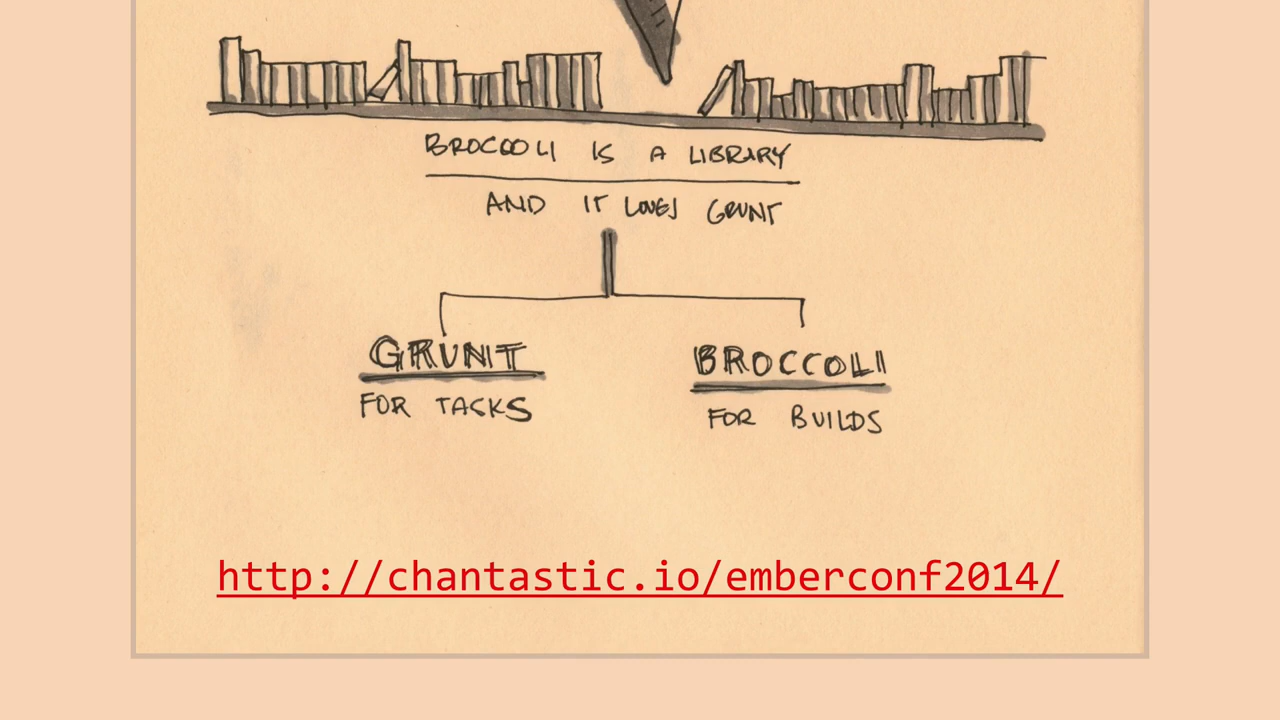 BROCCOLI IS A LIBRARY
AND IT LOVES GRUNT
GRUNT
FOR TASKS
BROCCOLI
FOR BUILDS
http://chantastic.io/emberconf2014/